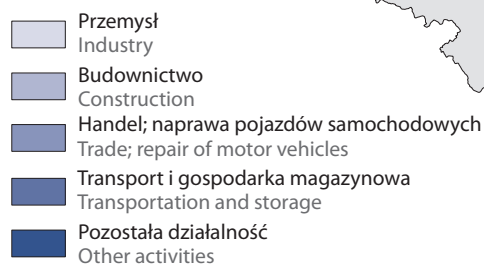 Przemysł
Industry
Budownictwo
Construction
Handel; naprawa pojazdów samochodowych
Trade; repair of motor vehicles
Transport i gospodarka magazynowa
Transportation and storage
Pozostała działalność
Other activities